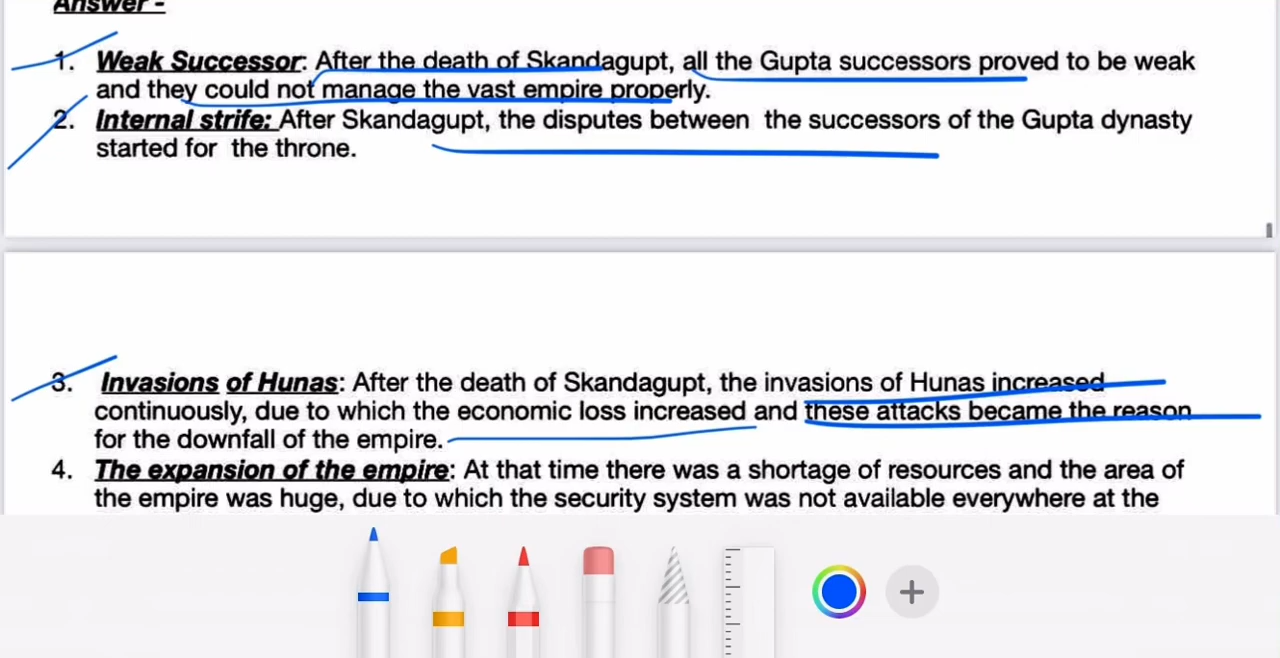 Answer -
1. Weak Successor: After the death of Skandagupt, all the Gupta successors proved to be weak
and they could not manage the vast empire properly.
2. Internal strife: After Skandagupt, the disputes between the successors of the Gupta dynasty
started for the throne.
3. Invasions of Hunas: After the death of Skandagupt, the invasions of Hunas increased
continuously, due to which the economic loss increased and these attacks became the reason
for the downfall of the empire.
4. The expansion of the empire: At that time there was a shortage of resources and the area of
the empire was huge, due to which the security system was not available everywhere at the